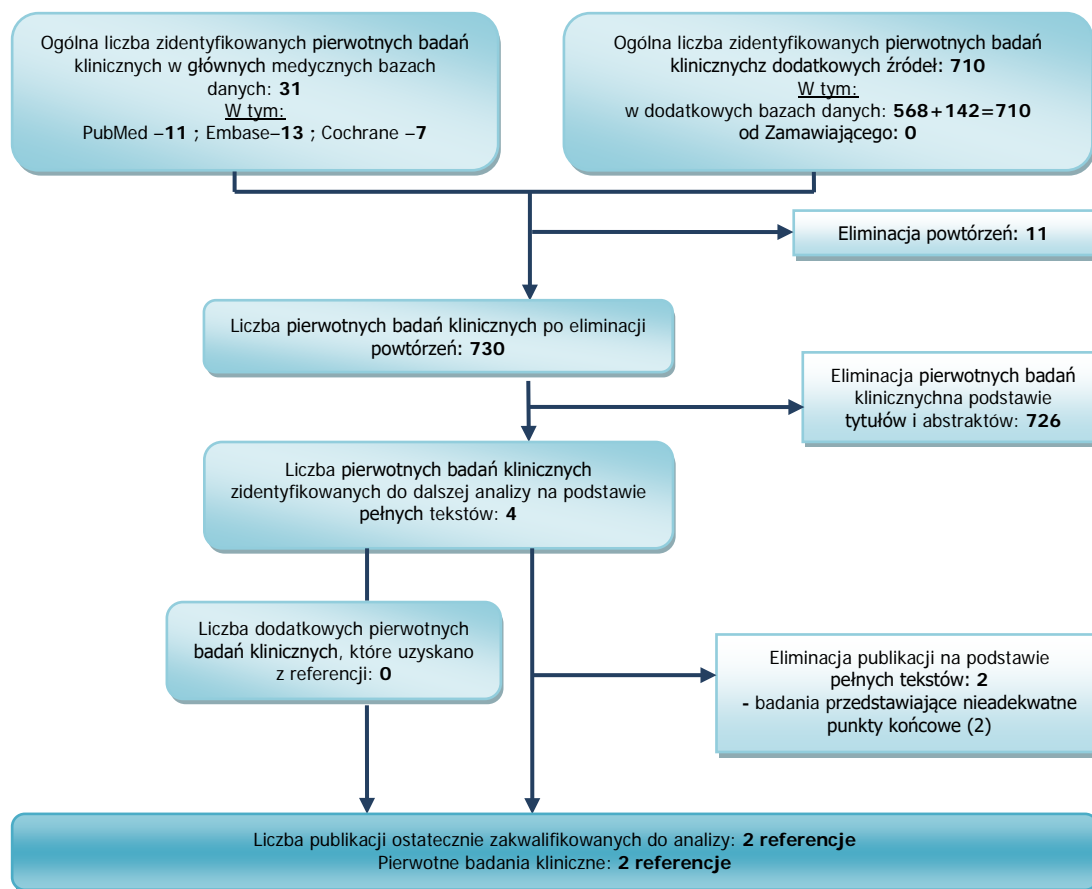 Ogólna liczba zidentyfikowanych pierwotnych badań
klinicznych w głównych medycznych bazach
danych: 31
W tym:
PubMed –11 ; Embase–13 ; Cochrane –7
Ogólna liczba zidentyfikowanych pierwotnych badań
klinicznychz dodatkowych źródeł: 710
W tym:
w dodatkowych bazach danych: 568+142=710
od Zamawiającego: 0
Eliminacja powtórzeń: 11
Liczba pierwotnych badań klinicznych po eliminacji
powtórzeń: 730
Eliminacja pierwotnych badań
klinicznychna podstawie
tytułów i abstraktów: 726
Liczba pierwotnych badań klinicznych
zidentyfikowanych do dalszej analizy na podstawie
pełnych tekstów: 4
Liczba dodatkowych pierwotnych
badań klinicznych, które uzyskano
z referencji: 0
Eliminacja publikacji na podstawie
pełnych tekstów: 2
- badania przedstawiające nieadekwatne
punkty końcowe (2)
Liczba publikacji ostatecznie zakwalifikowanych do analizy: 2 referencje
Pierwotne badania kliniczne: 2 referencje